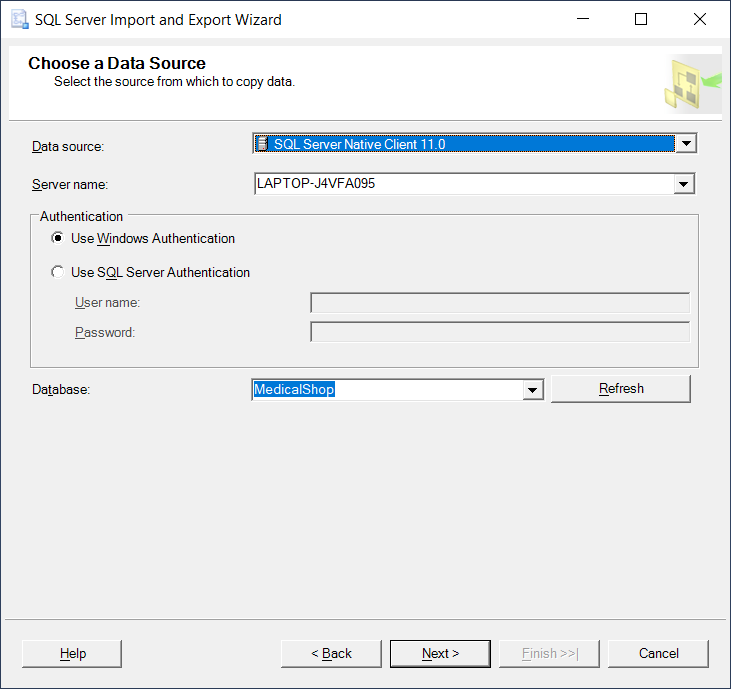 SQL Server Import and Export Wizard
Choose a Data Source
Select the source from which to copy data.
Data source: SQL Server Native Client 11.0
Server name: LAPTOP-J4VFA095
Authentication
Use Windows Authentication
Use SQL Server Authentication
User name:
Password:
Database: MedicalShop Refresh
Help < Back Next > Finish >>| Cancel